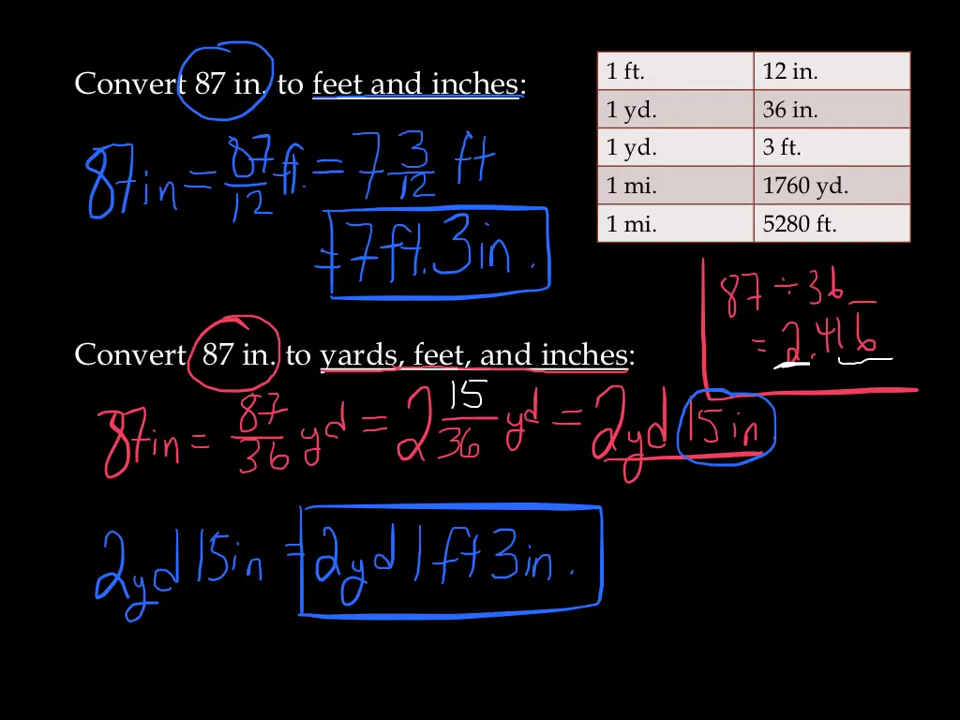 Convert 87 in. to feet and inches:
87in = 87/12 ft. = 7 3/12 ft
= 7ft. 3in.
1 ft. 12 in.
1 yd. 36 in.
1 yd. 3 ft.
1 mi. 1760 yd.
1 mi. 5280 ft.
87 ÷ 36
= 2.416
Convert 87 in. to yards, feet, and inches:
87in = 87/36 yd = 2 15/36 yd = 2yd 15in
2yd 15in = 2yd 1ft 3in.